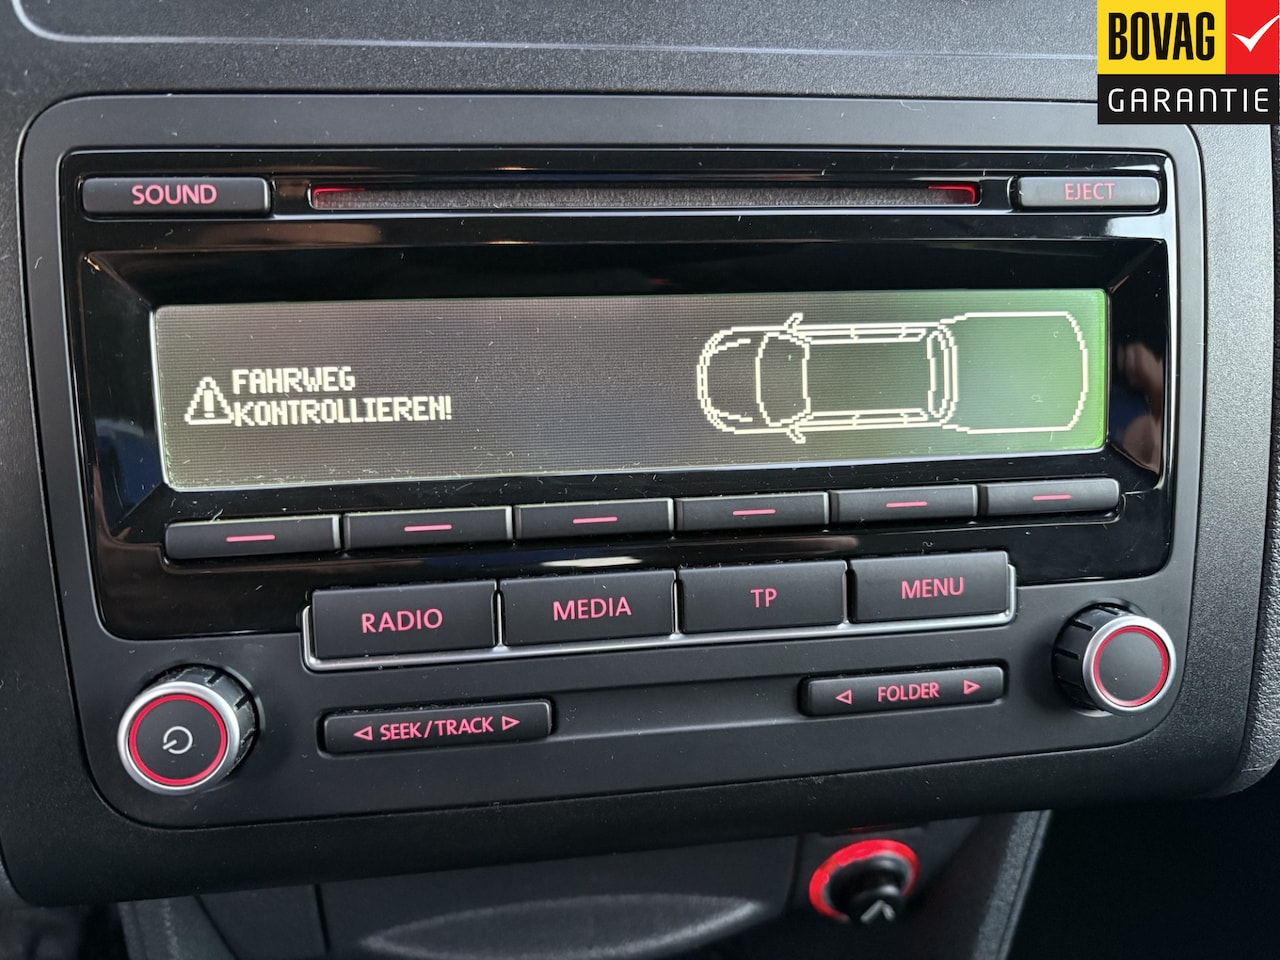 BOVAG
GARANTIE
SOUND
EJECT
FAHRWEG
KONTROLLIEREN!
RADIO
MEDIA
TP
MENU
SEEK/TRACK
FOLDER